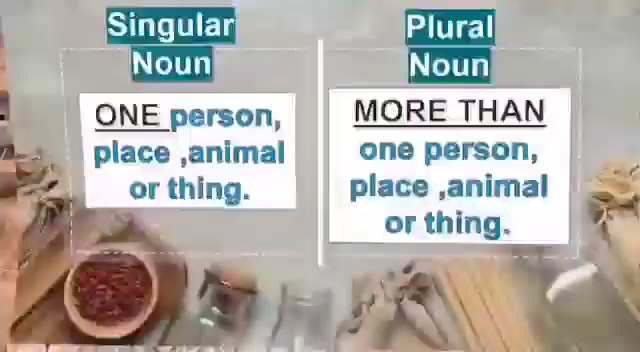 Singular
Noun
ONE person,
place ,animal
or thing.
Plural
Noun
MORE THAN
one person,
place ,animal
or thing.